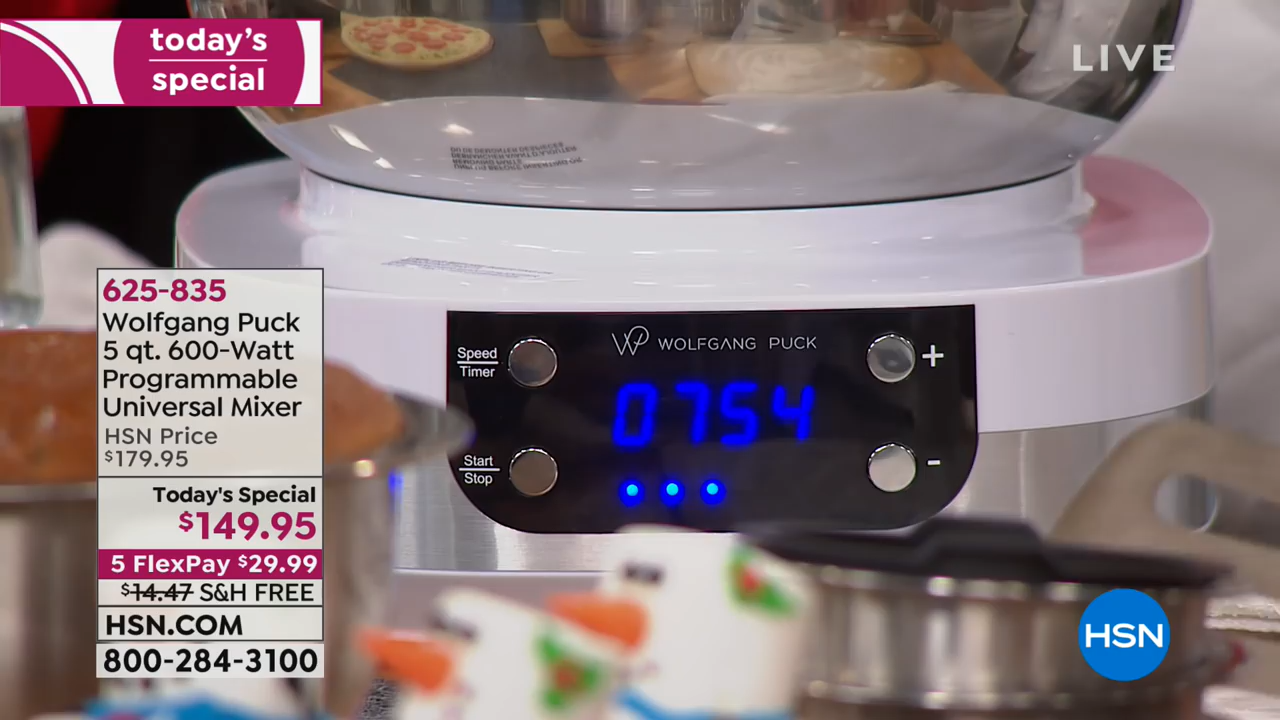 today's
special
LIVE
625-835
Wolfgang Puck
5 qt. 600-Watt
Programmable
Universal Mixer
HSN Price
$179.95
Today's Special
$149.95
5 FlexPay $29.99
$14.47 S&H FREE
HSN.COM
800-284-3100
WP WOLFGANG PUCK
Speed
Timer
+
0754
Start
Stop
-
HSN